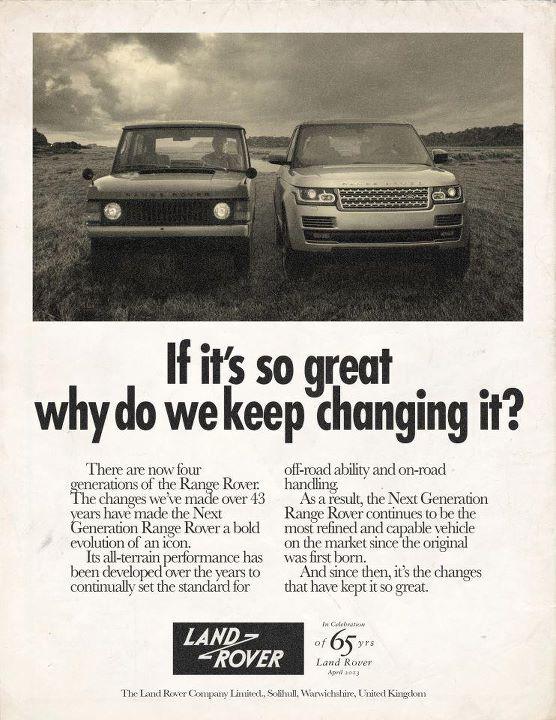 If it's so great
why do we keep changing it?
There are now four
generations of the Range Rover.
The changes we've made over 43
years have made the Next
Generation Range Rover a bold
evolution of an icon.
Its all-terrain performance has
been developed over the years to
continually set the standard for
off-road ability and on-road
handling.
As a result, the Next Generation
Range Rover continues to be the
most refined and capable vehicle
on the market since the original
was first born.
And since then, it's the changes
that have kept it so great.
LAND
ROVER
In Celebration
of 65 yrs
Land Rover
April 2013
The Land Rover Company Limited., Solihull, Warwichshire, United Kingdom